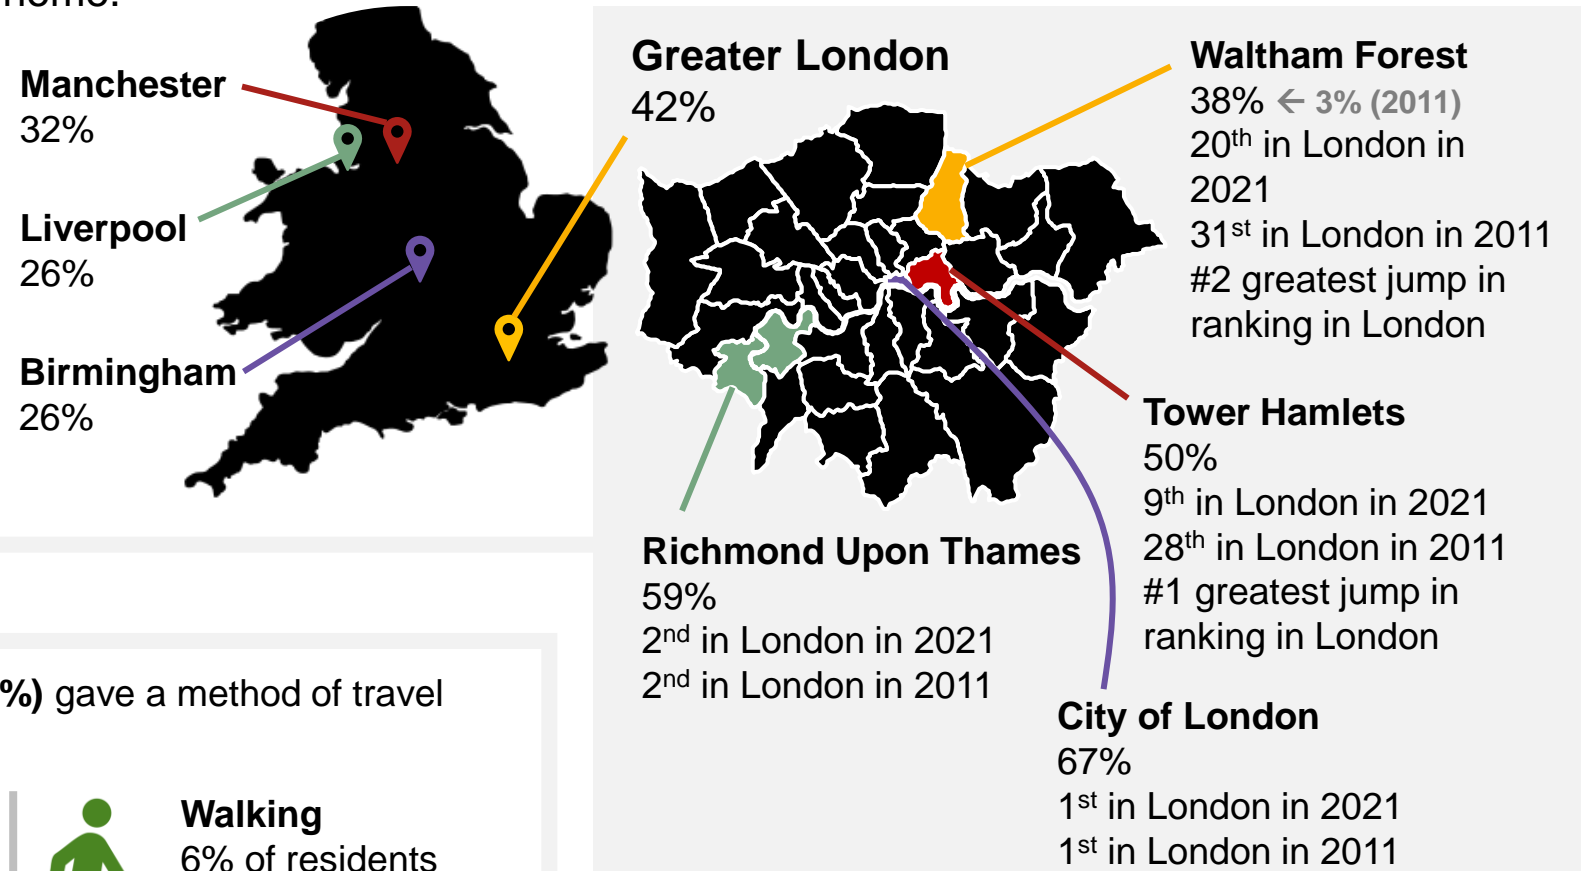 home.
Manchester
32%
Liverpool
26%
Birmingham
26%
Greater London
42%
Waltham Forest
38% ← 3% (2011)
20th in London in
2021
31st in London in 2011
#2 greatest jump in
ranking in London
Tower Hamlets
50%
9th in London in 2021
28th in London in 2011
#1 greatest jump in
ranking in London
Richmond Upon Thames
59%
2nd in London in 2021
2nd in London in 2011
City of London
67%
1st in London in 2021
1st in London in 2011
%) gave a method of travel
Walking
6% of residents